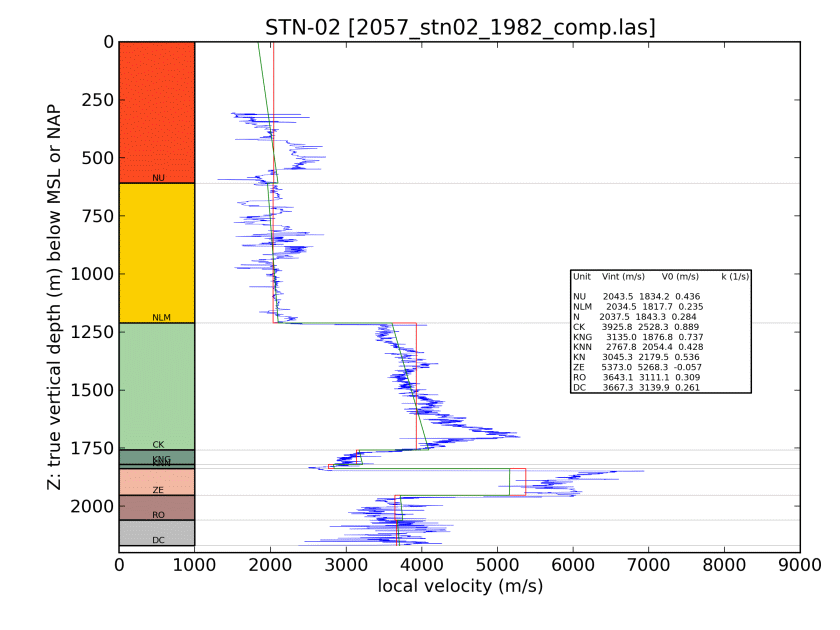 STN-02 [2057_stn02_1982_comp.las]
Z: true vertical depth (m) below MSL or NAP
0
250
500
750
1000
1250
1500
1750
2000
NU
NLM
CK
KNG
KNN
ZE
RO
DC
Unit Vint (m/s) V0 (m/s) k (1/s)
NU 2043.5 1834.2 0.436
NLM 2034.5 1817.7 0.235
N 2037.5 1843.3 0.284
CK 3925.8 2528.3 0.889
KNG 3135.0 1876.8 0.737
KNN 2767.8 2054.4 0.428
KN 3045.3 2179.5 0.536
ZE 5373.0 5268.3 -0.057
RO 3643.1 3111.1 0.309
DC 3667.3 3139.9 0.261
0 1000 2000 3000 4000 5000 6000 7000 8000 9000
local velocity (m/s)